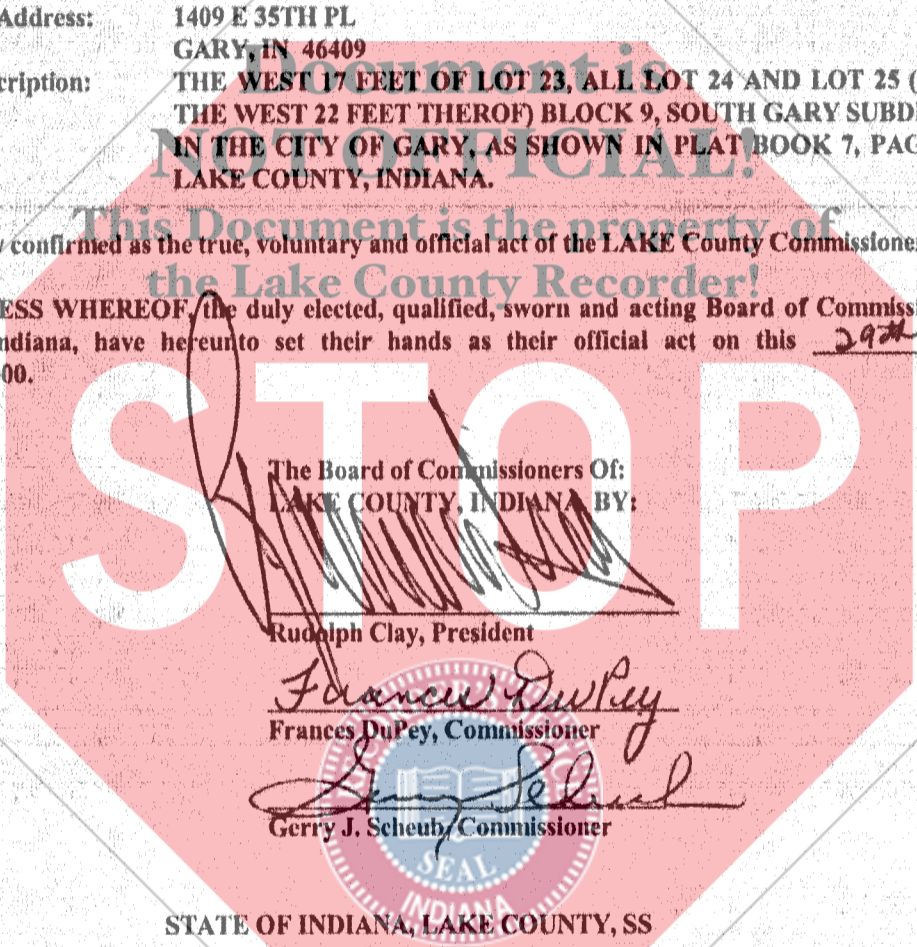 Address: 1409 E 35TH PL
GARY, IN 46409
cription: THE WEST 17 FEET OF LOT 23, ALL LOT 24 AND LOT 25 (
THE WEST 22 FEET THEROF) BLOCK 9, SOUTH GARY SUBD
IN THE CITY OF GARY, AS SHOWN IN PLAT BOOK 7, PAG
LAKE COUNTY, INDIANA.
Document is
NOT OFFICIAL!
This Document is the property of
the Lake County Recorder!
y confirmed as the true, voluntary and official act of the LAKE County Commissione
ESS WHEREOF, the duly elected, qualified, sworn and acting Board of Commiss
ndiana, have hereunto set their hands as their official act on this 29th
00.
STOP
The Board of Commissioners Of:
LAKE COUNTY, INDIANA BY:
Rudolph Clay, President
Frances DuPey
Frances DuPey, Commissioner
Gerry Scheub
Gerry J. Scheub, Commissioner
SEAL
INDIANA
STATE OF INDIANA, LAKE COUNTY, SS